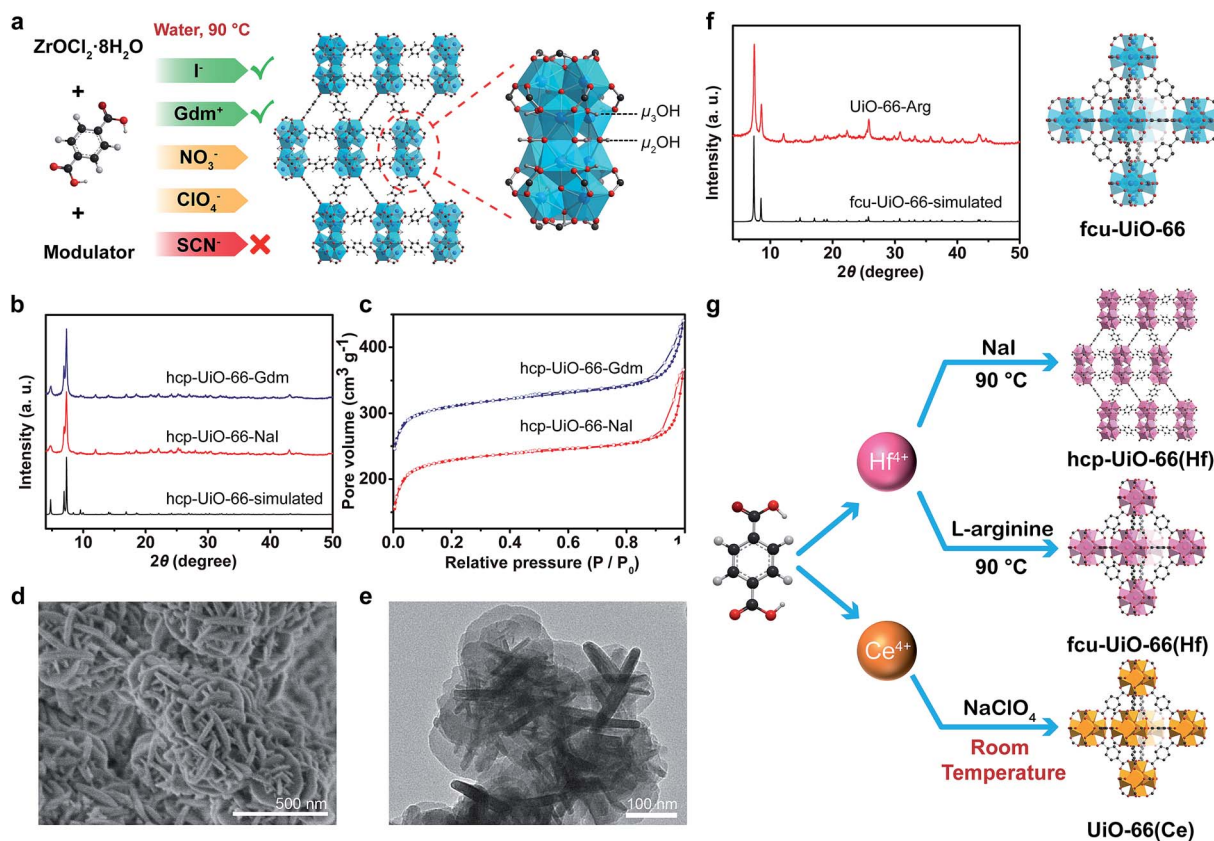 a
Water, 90 °C
ZrOCl₂·8H₂O
+
+
Modulator
I⁻
Gdm⁺
NO₃⁻
ClO₄⁻
SCN⁻
μ₃OH
μ₂OH
b
Intensity (a. u.)
hcp-UiO-66-Gdm
hcp-UiO-66-NaI
hcp-UiO-66-simulated
10 20 30 40 50
2θ (degree)
c
Pore volume (cm³ g⁻¹)
400
300
200
hcp-UiO-66-Gdm
hcp-UiO-66-NaI
0.0 0.2 0.4 0.6 0.8 1
Relative pressure (P / P₀)
d
500 nm
e
100 nm
f
Intensity (a. u.)
UiO-66-Arg
fcu-UiO-66-simulated
10 20 30 40 50
2θ (degree)
fcu-UiO-66
g
Hf⁴⁺
Ce⁴⁺
NaI
90 °C
hcp-UiO-66(Hf)
L-arginine
90 °C
fcu-UiO-66(Hf)
NaClO₄
Room
Temperature
UiO-66(Ce)